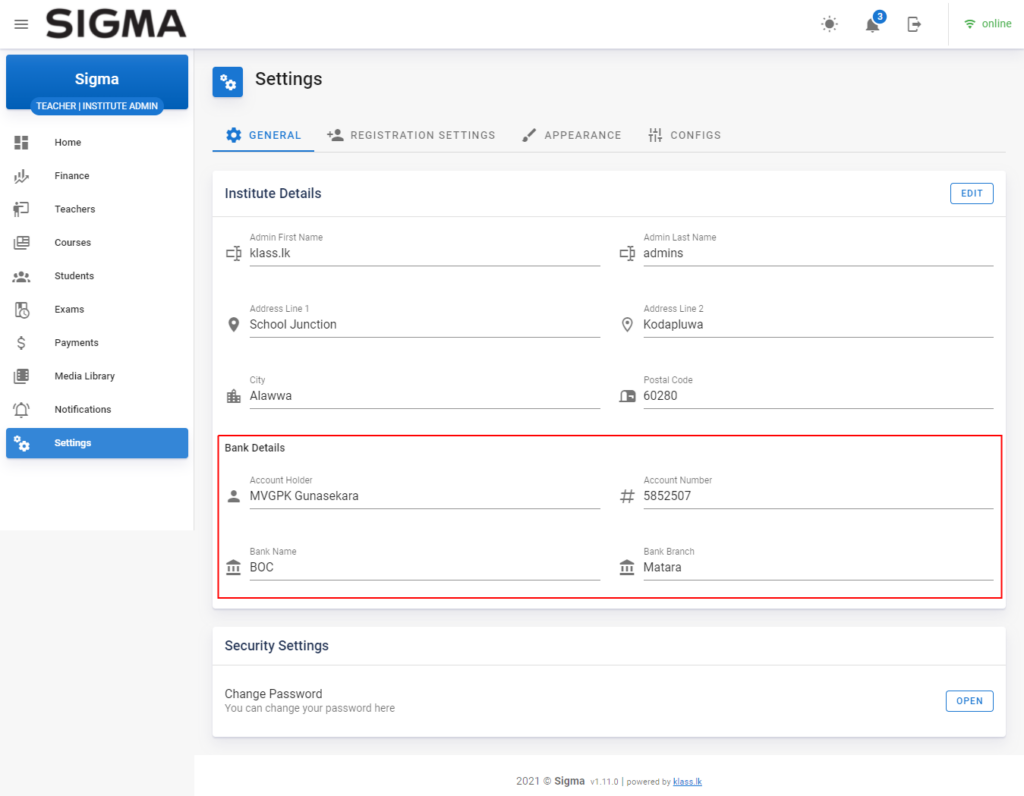 SIGMA
3
online
Sigma
TEACHER | INSTITUTE ADMIN
Home
Finance
Teachers
Courses
Students
Exams
Payments
Media Library
Notifications
Settings
Settings
GENERAL
REGISTRATION SETTINGS
APPEARANCE
CONFIGS
Institute Details
EDIT
Admin First Name
klass.lk
Admin Last Name
admins
Address Line 1
School Junction
Address Line 2
Kodapluwa
City
Alawwa
Postal Code
60280
Bank Details
Account Holder
MVGPK Gunasekara
Account Number
5852507
Bank Name
BOC
Bank Branch
Matara
Security Settings
Change Password
You can change your password here
OPEN
2021 © Sigma v1.11.0 | powered by klass.lk